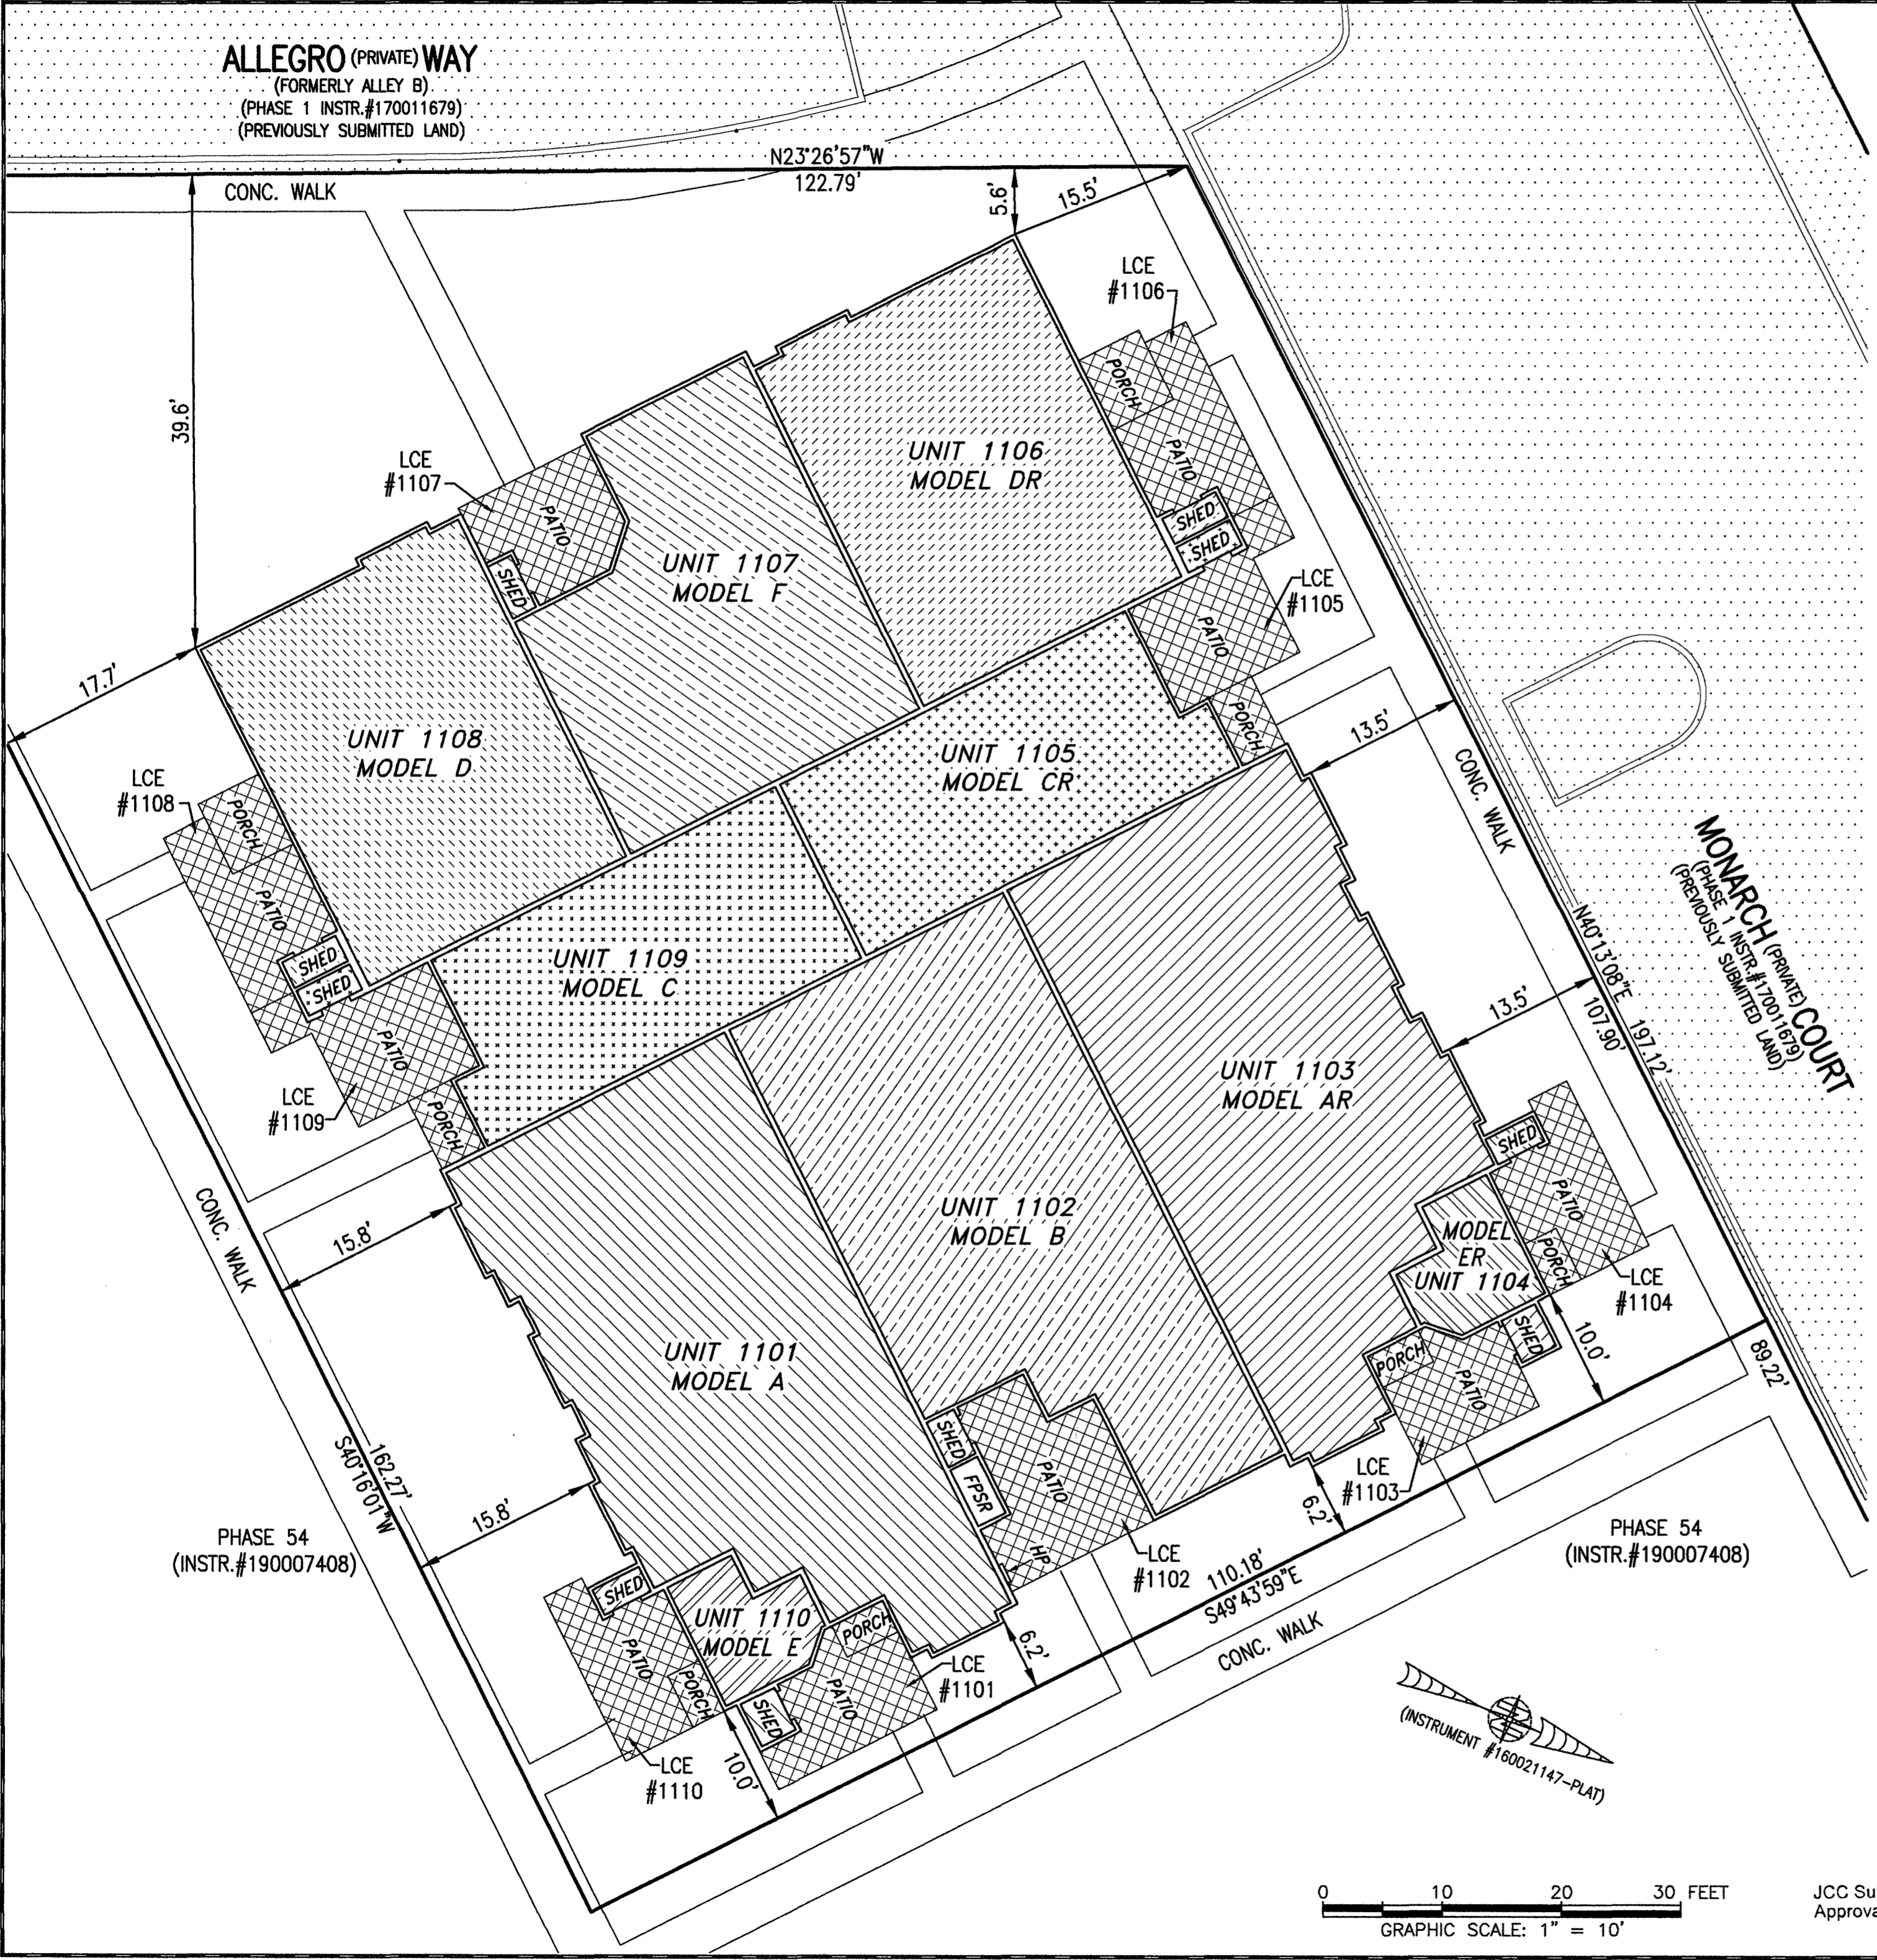 ALLEGRO (PRIVATE) WAY
(FORMERLY ALLEY B)
(PHASE 1 INSTR.#170011679)
(PREVIOUSLY SUBMITTED LAND)
N23°26'57"W
122.79'
CONC. WALK
5.6'
15.5'
39.6'
LCE
#1106
PORCH
PATIO
SHED
SHED
UNIT 1106
MODEL DR
LCE
#1107
PATIO
SHED
UNIT 1107
MODEL F
LCE
#1105
PATIO
PORCH
17.7'
UNIT 1108
MODEL D
UNIT 1105
MODEL CR
13.5'
CONC. WALK
LCE
#1108
PORCH
PATIO
SHED
SHED
MONARCH (PRIVATE) COURT
(PHASE 1 INSTR.#170011679)
(PREVIOUSLY SUBMITTED LAND)
N40°13'08"E
197.12'
107.90'
UNIT 1109
MODEL C
13.5'
PATIO
LCE
#1109
PORCH
UNIT 1103
MODEL AR
SHED
PATIO
PORCH
CONC. WALK
15.8'
UNIT 1102
MODEL B
MODEL
ER
UNIT 1104
LCE
#1104
SHED
10.0'
89.22'
UNIT 1101
MODEL A
PORCH
PATIO
SHED
FPSR
PATIO
HP
LCE
#1103
6.2'
162.27'
S40°16'01"W
15.8'
PHASE 54
(INSTR.#190007408)
PHASE 54
(INSTR.#190007408)
LCE
#1102
110.18'
S49°43'59"E
CONC. WALK
SHED
UNIT 1110
MODEL E
PORCH
6.2'
PATIO
PORCH
LCE
#1101
PATIO
SHED
LCE
#1110
10.0'
(INSTRUMENT #160021147-PLAT)
0 10 20 30 FEET
GRAPHIC SCALE: 1" = 10'
JCC Su
Approva